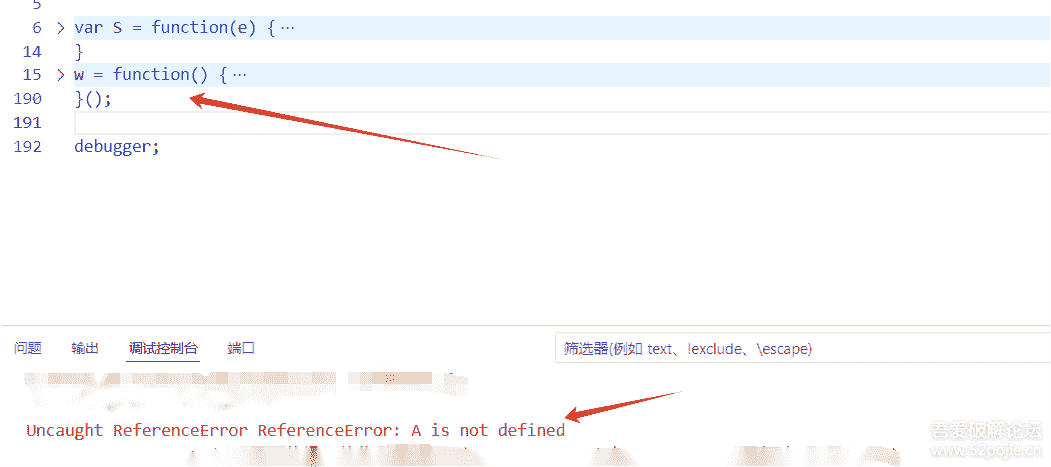 5
6 > var S = function(e) { ···
14 }
15 > w = function() { ···
190 }();
191
192 debugger;
问题 输出 调试控制台 端口 筛选器(例如 text、!exclude、\escape)
Uncaught ReferenceError ReferenceError: A is not defined
吾爱破解论坛
www.52pojie.cn